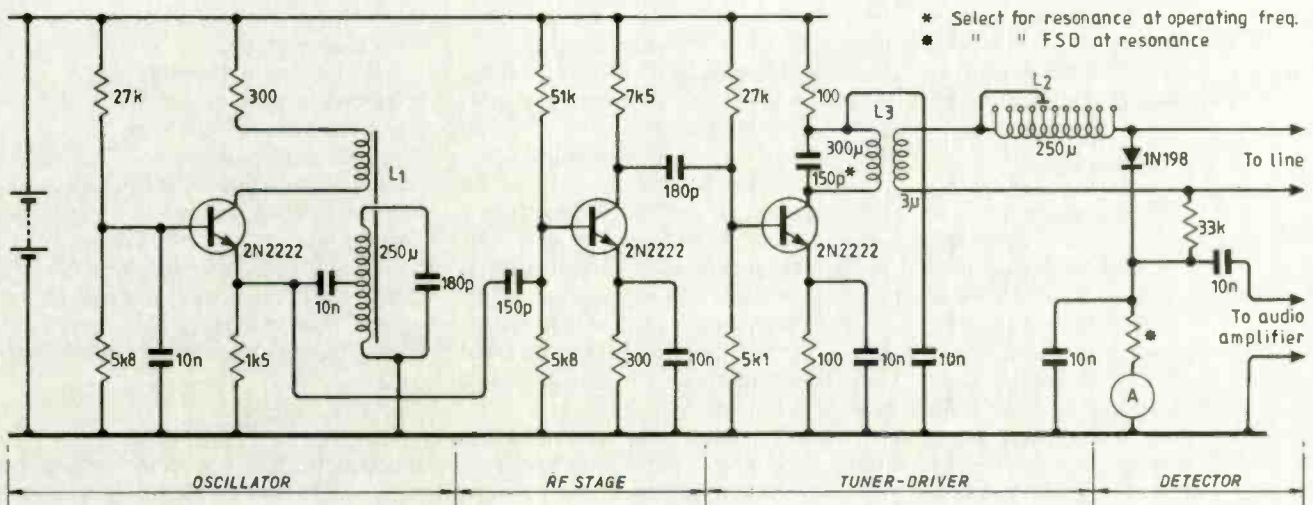 * Select for resonance at operating freq.
● " " FSD at resonance
27k
300
51k
7k5
27k
100
L3
L2
300µ
150p*
3µ
250µ
1N198
To line
L1
180p
2N2222
2N2222
2N2222
33k
250µ
180p
10n
150p
10n
To audio
amplifier
5k8
10n
1k5
5k8
300
10n
5k1
100
10n
10n
10n
*
A
OSCILLATOR
RF STAGE
TUNER-DRIVER
DETECTOR